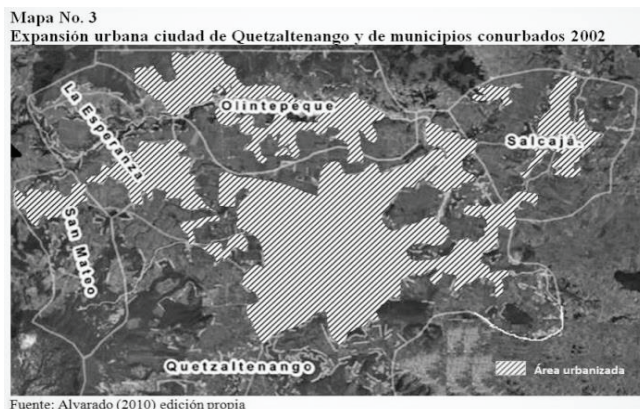 Mapa No. 3
Expansión urbana ciudad de Quetzaltenango y de municipios conurbados 2002
La Esperanza
Olintepeque
Salcajá
San Mateo
Quetzaltenango
Área urbanizada
Fuente: Alvarado (2010) edición propia